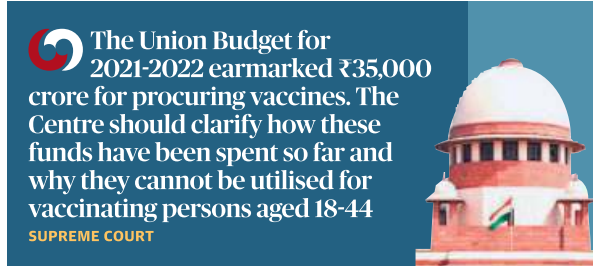 The Union Budget for
2021-2022 earmarked ₹35,000
crore for procuring vaccines. The
Centre should clarify how these
funds have been spent so far and
why they cannot be utilised for
vaccinating persons aged 18-44
SUPREME COURT